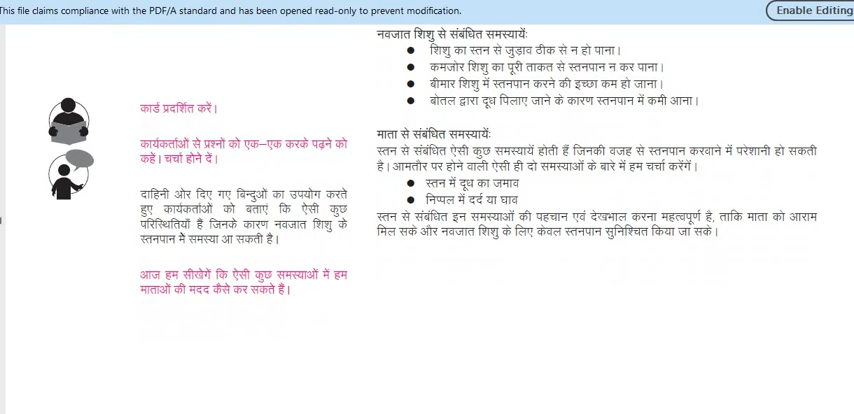 This file claims compliance with the PDF/A standard and has been opened read-only to prevent modification.
Enable Editing
कार्ड प्रदर्शित करें।
कार्यकर्ताओं से प्रश्नों को एक–एक करके पढ़ने को
कहें। चर्चा होने दें।
दाहिनी ओर दिए गए बिन्दुओं का उपयोग करते
हुए कार्यकर्ताओं को बताएं कि ऐसी कुछ
परिस्थितियाँ हैं जिनके कारण नवजात शिशु के
स्तनपान में समस्या आ सकती है।
आज हम सीखेगें कि ऐसी कुछ समस्याओं में हम
माताओं की मदद कैसे कर सकते हैं।
नवजात शिशु से संबंधित समस्यायेंः
● शिशु का स्तन से जुड़ाव ठीक से न हो पाना।
● कमजोर शिशु का पूरी ताकत से स्तनपान न कर पाना।
● बीमार शिशु में स्तनपान करने की इच्छा कम हो जाना।
● बोतल द्वारा दूध पिलाए जाने के कारण स्तनपान में कमी आना।
माता से संबंधित समस्यायेंः
स्तन से संबंधित ऐसी कुछ समस्यायें होती हैं जिनकी वजह से स्तनपान करवाने में परेशानी हो सकती
है। आमतौर पर होने वाली ऐसी ही दो समस्याओं के बारे में हम चर्चा करेंगें।
● स्तन में दूध का जमाव
● निप्पल में दर्द या घाव
स्तन से संबंधित इन समस्याओं की पहचान एवं देखभाल करना महत्वपूर्ण है, ताकि माता को आराम
मिल सके और नवजात शिशु के लिए केवल स्तनपान सुनिश्चित किया जा सके।